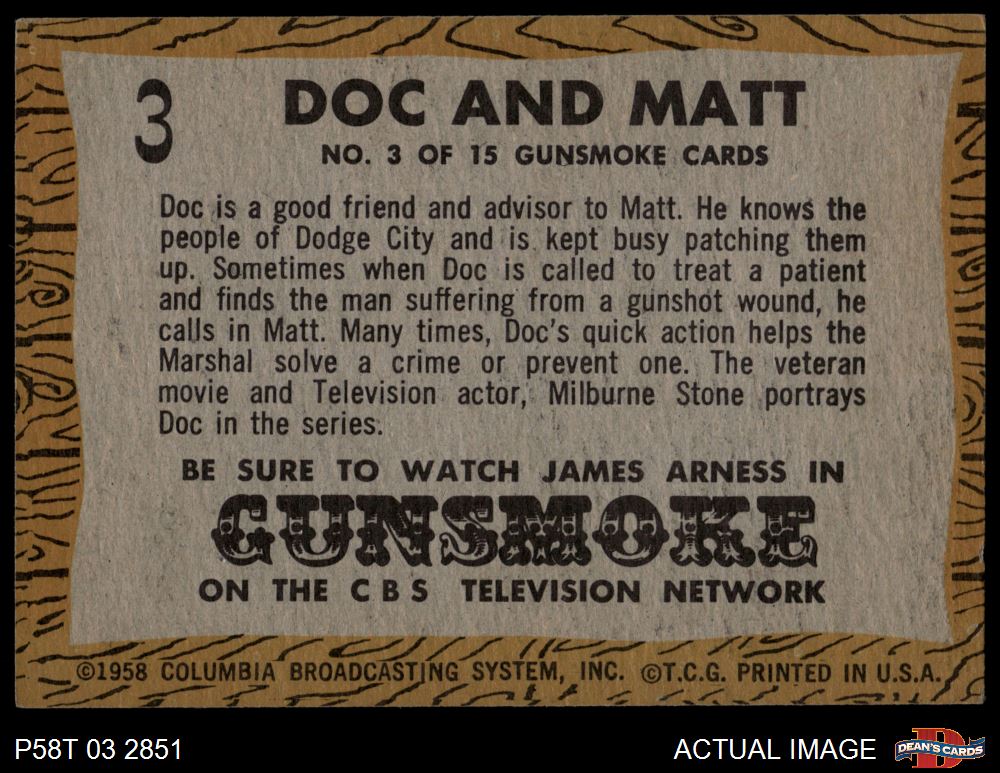 3
DOC AND MATT
NO. 3 OF 15 GUNSMOKE CARDS
Doc is a good friend and advisor to Matt. He knows the
people of Dodge City and is kept busy patching them
up. Sometimes when Doc is called to treat a patient
and finds the man suffering from a gunshot wound, he
calls in Matt. Many times, Doc's quick action helps the
Marshal solve a crime or prevent one. The veteran
movie and Television actor, Milburne Stone portrays
Doc in the series.
BE SURE TO WATCH JAMES ARNESS IN
GUNSMOKE
ON THE CBS TELEVISION NETWORK
©1958 COLUMBIA BROADCASTING SYSTEM, INC. ©T.C.G. PRINTED IN U.S.A.
P58T 03 2851
ACTUAL IMAGE
D
DEAN'S CARDS